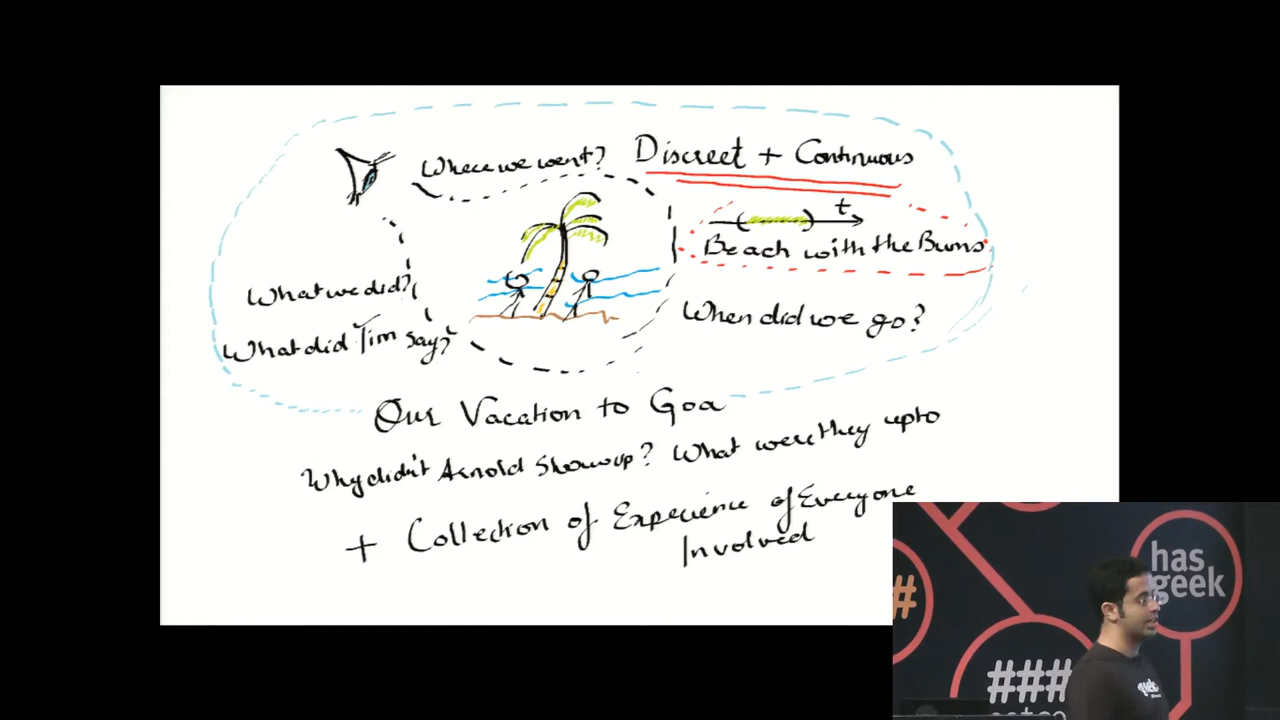 Where we went?
Discreet + Continuous
t
Beach with the Bums
What we did?
When did we go?
What did Tim say?
Our Vacation to Goa
Why didn't Arnold Show up? What were they upto
+ Collection of Experience of Everyone
Involved
has
geek
#
###